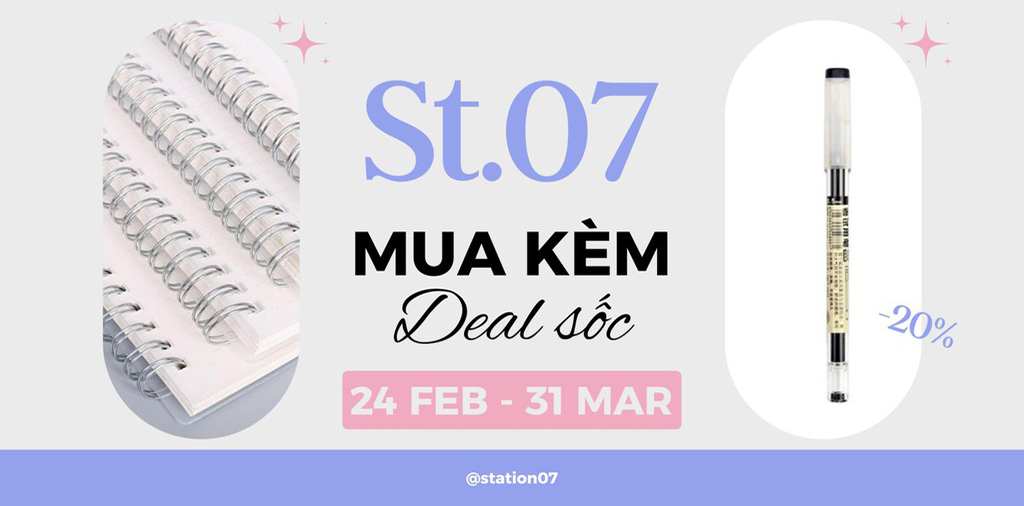 St.07
MUA KÈM
Deal sốc
24 FEB - 31 MAR
-20%
@station07